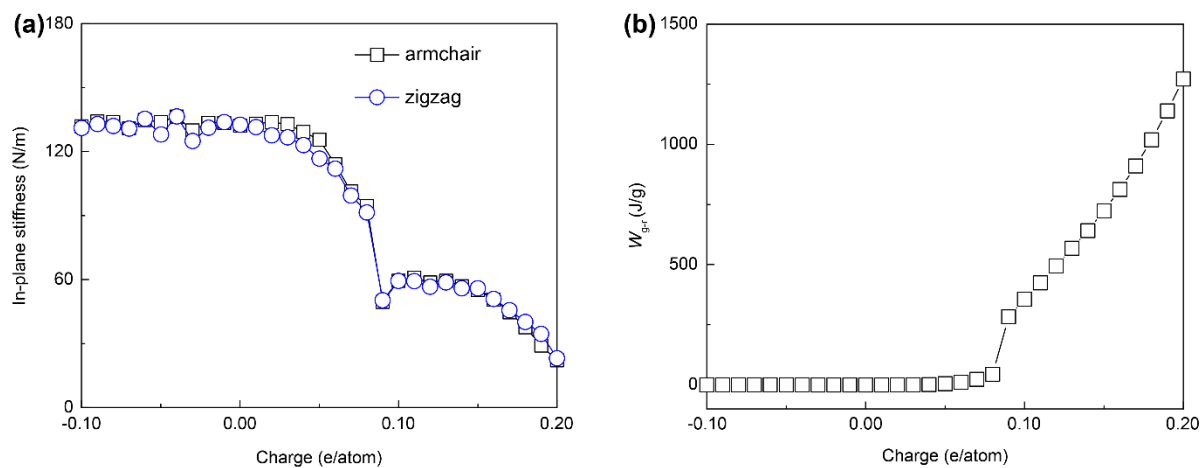 (a)
180
120
60
0
-0.10
0.00
0.10
0.20
In-plane stiffness (N/m)
Charge (e/atom)
armchair
zigzag
(b)
1500
1000
500
0
-0.10
0.00
0.10
0.20
W_g-r (J/g)
Charge (e/atom)